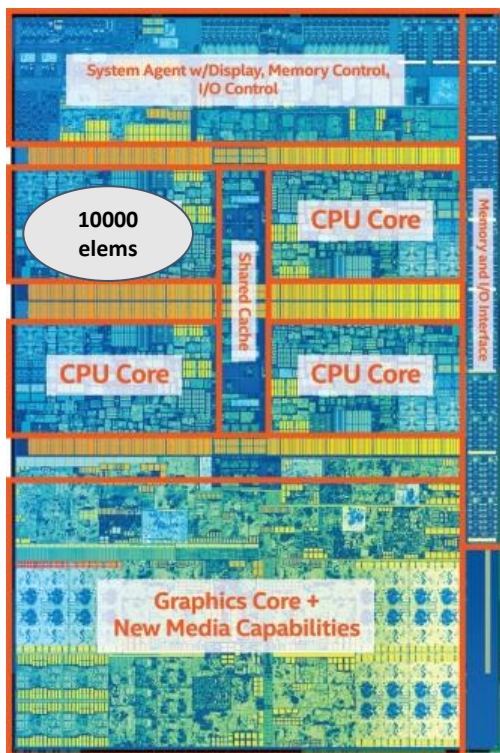 System Agent w/Display, Memory Control,
I/O Control
10000
elems
CPU Core
Shared Cache
Memory and I/O Interface
CPU Core
CPU Core
Graphics Core +
New Media Capabilities